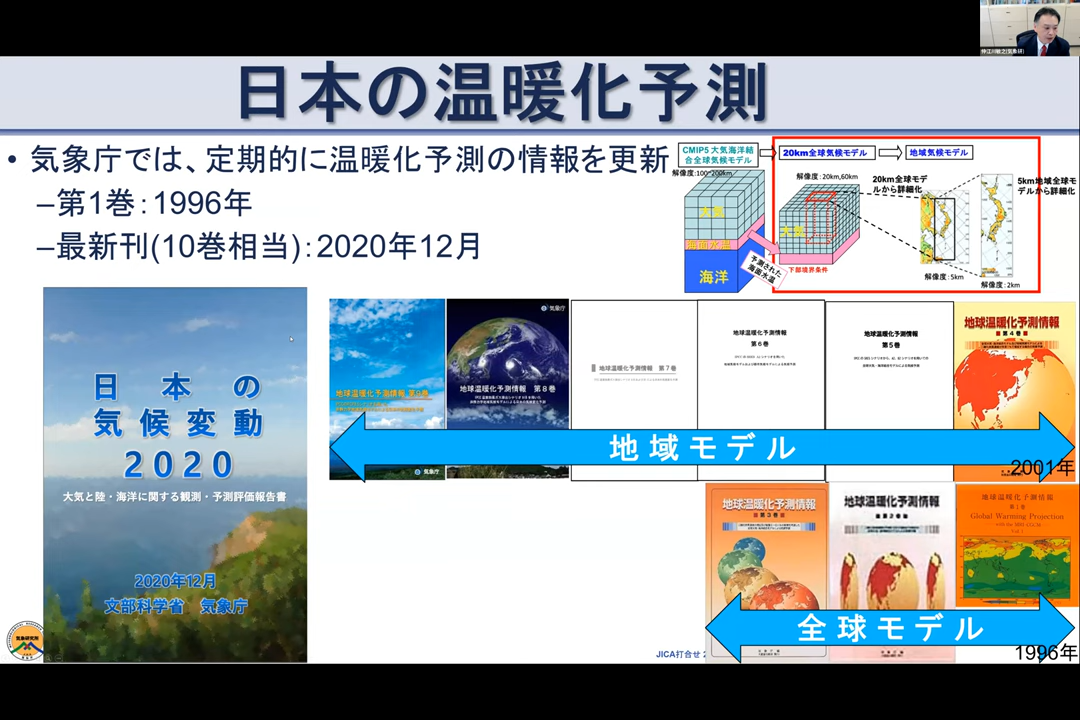 日本の温暖化予測
• 気象庁では、定期的に温暖化予測の情報を更新
–第1巻：1996年
–最新刊(10巻相当)：2020年12月
CMIP5 大気海洋結
合全球気候モデル
20km全球気候モデル
地域気候モデル
解像度:100~200km
解像度:20km,60km
20km全球モデ
ルから詳細化
5km地域全球モ
デルから詳細化
大気
海面水温
海洋
大気
予測された
海面水温
下部境界条件
解像度:5km
解像度:2km
日本の
気候変動
2020
大気と陸・海洋に関する観測・予測評価報告書
2020年12月
文部科学省 気象庁
地球温暖化予測情報 第9巻
気象庁
気象庁
地球温暖化予測情報 第8巻
地球温暖化予測情報 第7巻
地球温暖化予測情報
第6巻
地球温暖化予測情報
第5巻
地球温暖化予測情報
第4巻
地域モデル
2001年
地球温暖化予測情報
第3巻
地球温暖化予測情報
第2巻
地球温暖化予測情報
第1巻
Global Warming Projection
全球モデル
1996年
気象研究所
JICA打合せ 2